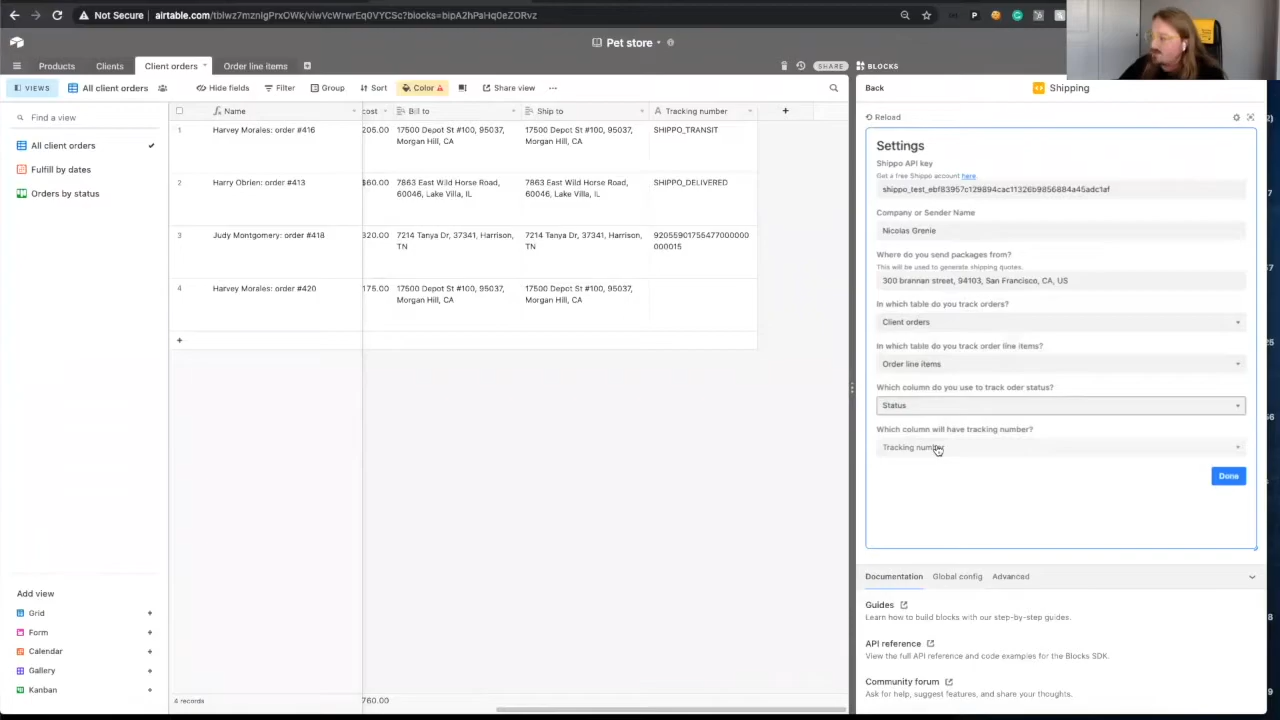 Not Secure airtable.com/tblwz7mznIgPrxOWk/viwVcWrwrEq0VYCSc?blocks=bipA2hPaHq0eZORvz
Pet store
Products Clients Client orders Order line items SHARE BLOCKS
VIEWS All client orders Hide fields Filter Group Sort Color Share view Back Shipping
Find a view
All client orders
Fulfill by dates
Orders by status
Name cost Bill to Ship to Tracking number
1 Harvey Morales: order #416 205.00 17500 Depot St #100, 95037, 17500 Depot St #100, 95037, SHIPPO_TRANSIT
Morgan Hill, CA Morgan Hill, CA
2 Harry Obrien: order #413 $60.00 7863 East Wild Horse Road, 7863 East Wild Horse Road, SHIPPO_DELIVERED
60046, Lake Villa, IL 60046, Lake Villa, IL
3 Judy Montgomery: order #418 320.00 7214 Tanya Dr, 37341, Harrison, 7214 Tanya Dr, 37341, Harrison, 92055901755477000000
TN TN 000015
4 Harvey Morales: order #420 175.00 17500 Depot St #100, 95037, 17500 Depot St #100, 95037,
Morgan Hill, CA Morgan Hill, CA
Add view
Grid
Form
Calendar
Gallery
Kanban
4 records 760.00
Reload
Settings
Shippo API key
Get a free Shippo account here.
shippo_test_ebf83957c129894cac11326b9856884a45adc1af
Company or Sender Name
Nicolas Grenie
Where do you send packages from?
This will be used to generate shipping quotes.
300 brannan street, 94103, San Francisco, CA, US
In which table do you track orders?
Client orders
In which table do you track order line items?
Order line items
Which column do you use to track oder status?
Status
Which column will have tracking number?
Tracking number
Done
Documentation Global config Advanced
Guides
Learn how to build blocks with our step-by-step guides.
API reference
View the full API reference and code examples for the Blocks SDK.
Community forum
Ask for help, suggest features, and share your thoughts.